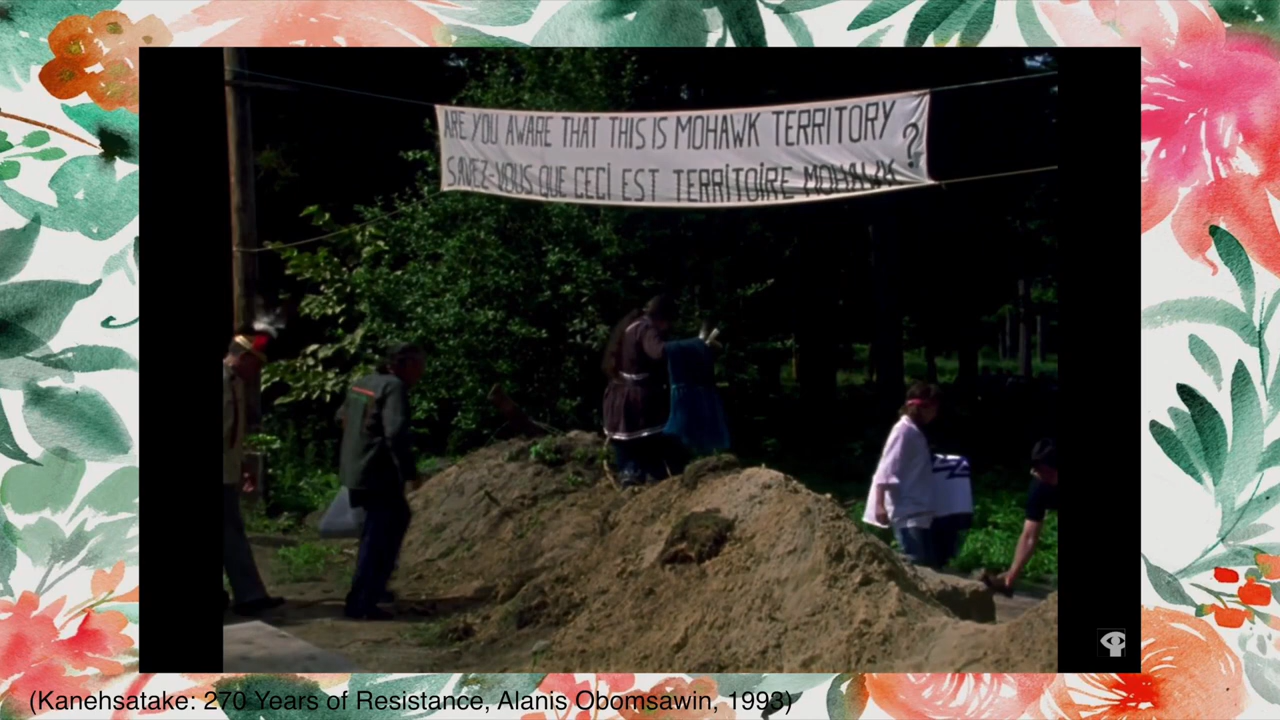 ARE YOU AWARE THAT THIS IS MOHAWK TERRITORY ?
SAVEZ-VOUS QUE CECI EST TERRITOIRE MOHAWK
(Kanehsatake: 270 Years of Resistance, Alanis Obomsawin, 1993)